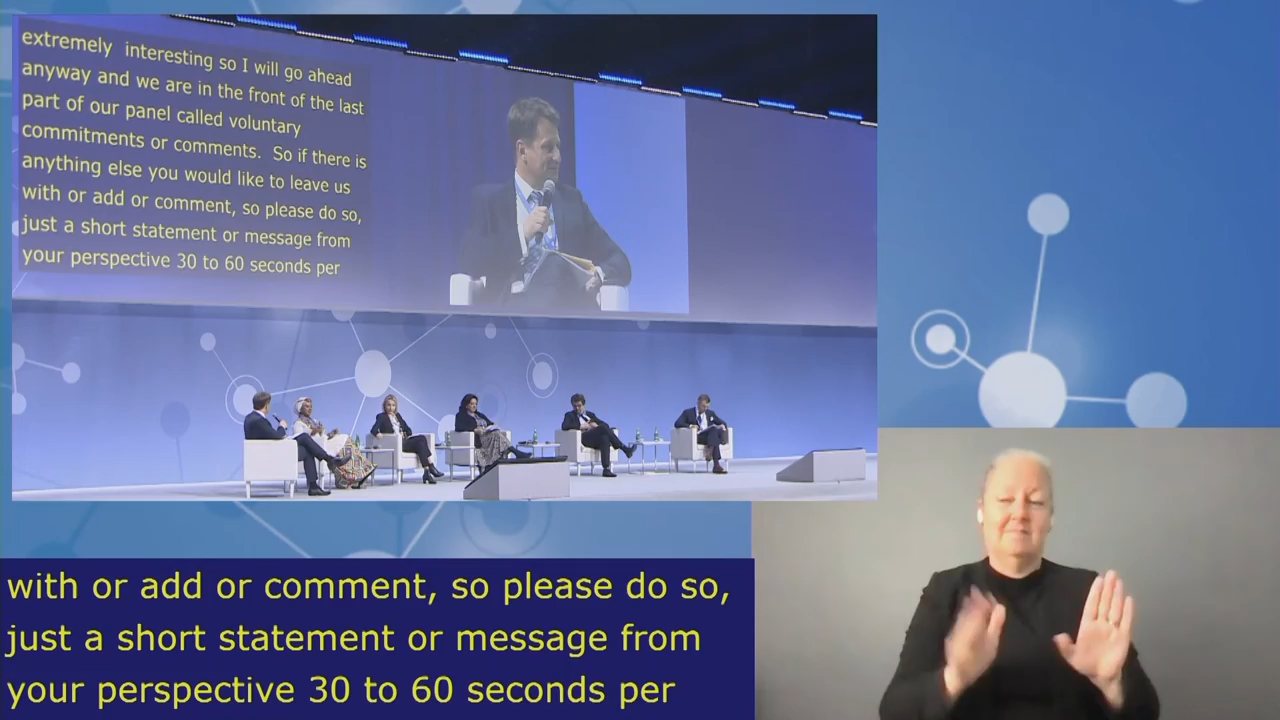 extremely interesting so I will go ahead
anyway and we are in the front of the last
part of our panel called voluntary
commitments or comments. So if there is
anything else you would like to leave us
with or add or comment, so please do so,
just a short statement or message from
your perspective 30 to 60 seconds per
with or add or comment, so please do so,
just a short statement or message from
your perspective 30 to 60 seconds per